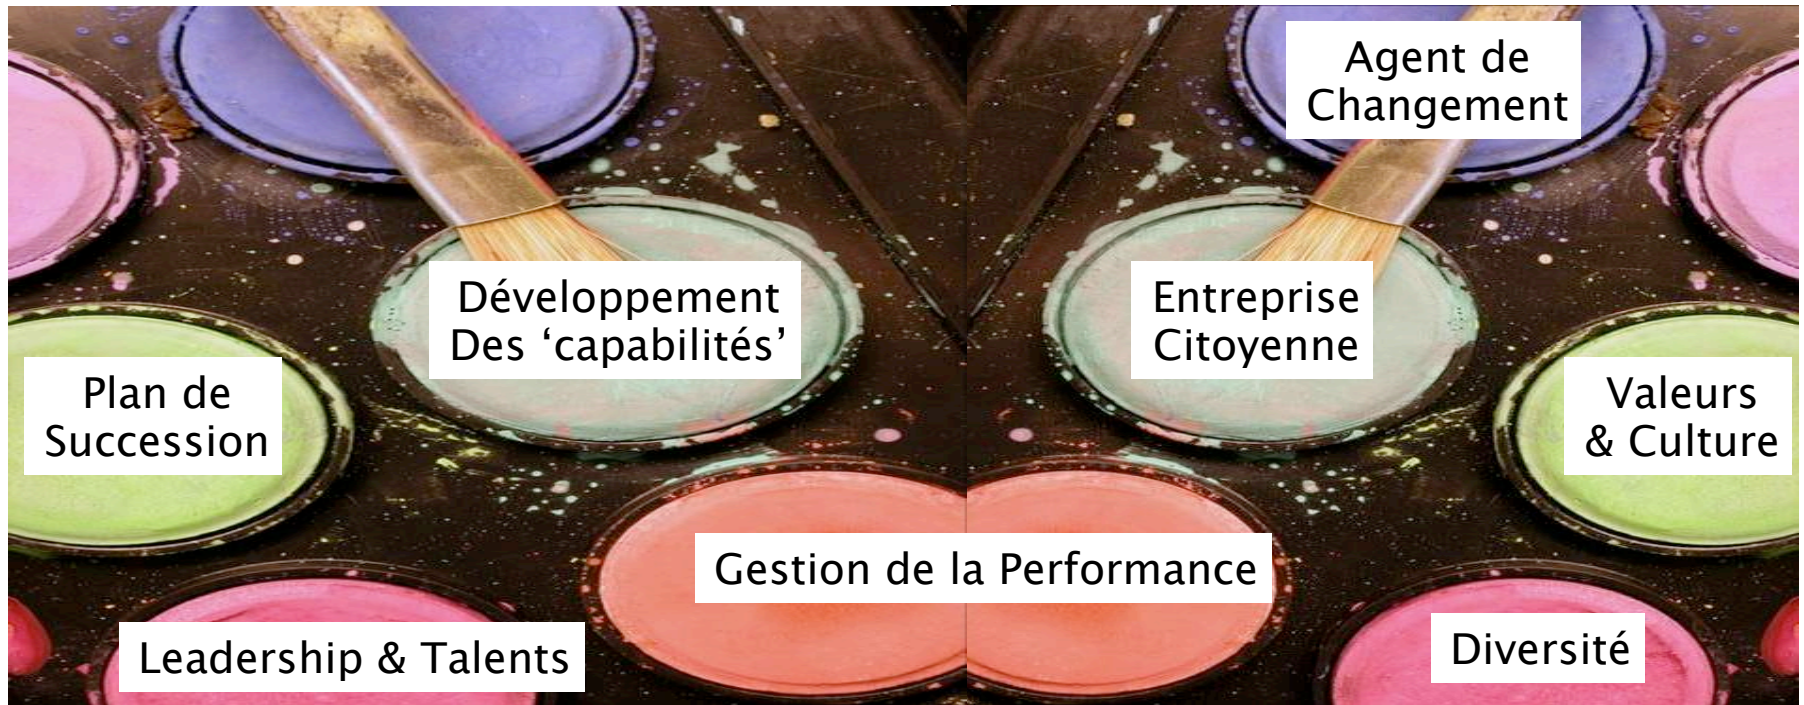 Agent de
Changement
Développement
Des ‘capabilités’
Entreprise
Citoyenne
Plan de
Succession
Valeurs
& Culture
Gestion de la Performance
Leadership & Talents
Diversité